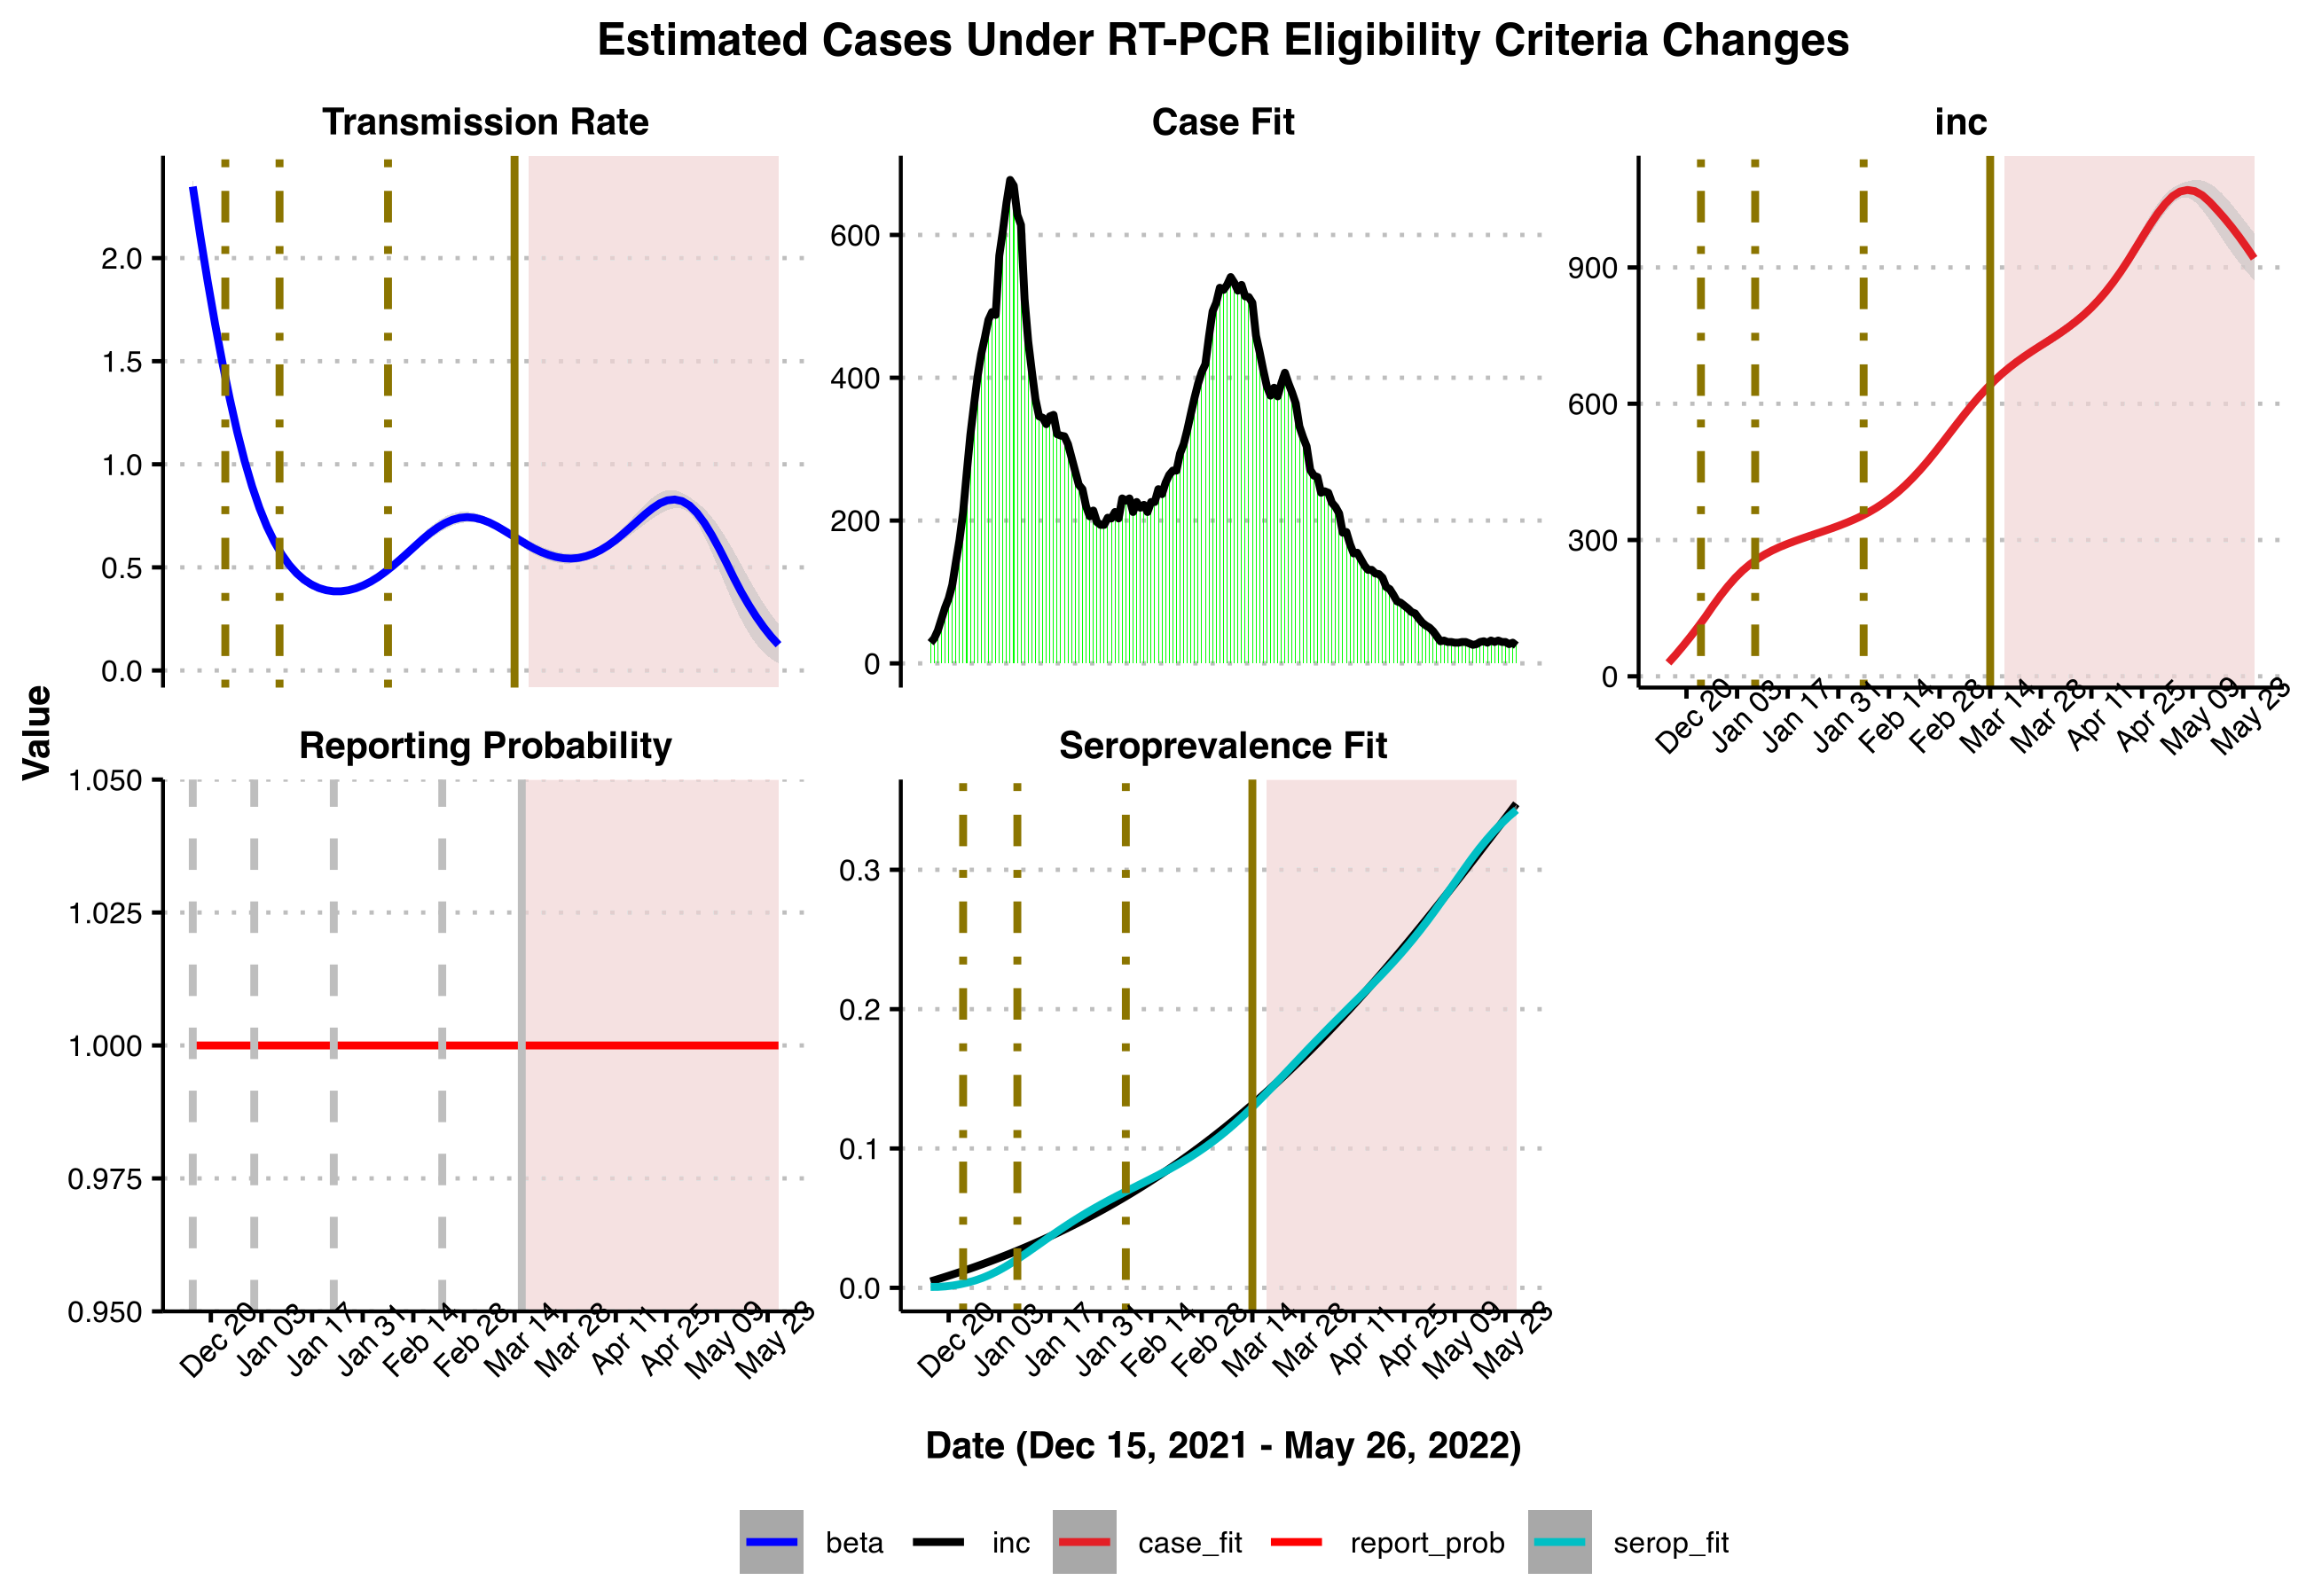 Estimated Cases Under RT-PCR Eligibility Criteria Changes
Transmission Rate
2.0
1.5
1.0
0.5
0.0
Case Fit
600
400
200
0
inc
900
600
300
0
Dec 20
Jan 03
Jan 17
Jan 31
Feb 14
Feb 28
Mar 14
Mar 28
Apr 11
Apr 25
May 09
May 23
Value
Reporting Probability
1.050
1.025
1.000
0.975
0.950
Dec 20
Jan 03
Jan 17
Jan 31
Feb 14
Feb 28
Mar 14
Mar 28
Apr 11
Apr 25
May 09
May 23
Seroprevalence Fit
0.3
0.2
0.1
0.0
Dec 20
Jan 03
Jan 17
Jan 31
Feb 14
Feb 28
Mar 14
Mar 28
Apr 11
Apr 25
May 09
May 23
Date (Dec 15, 2021 - May 26, 2022)
beta
inc
case_fit
report_prob
serop_fit